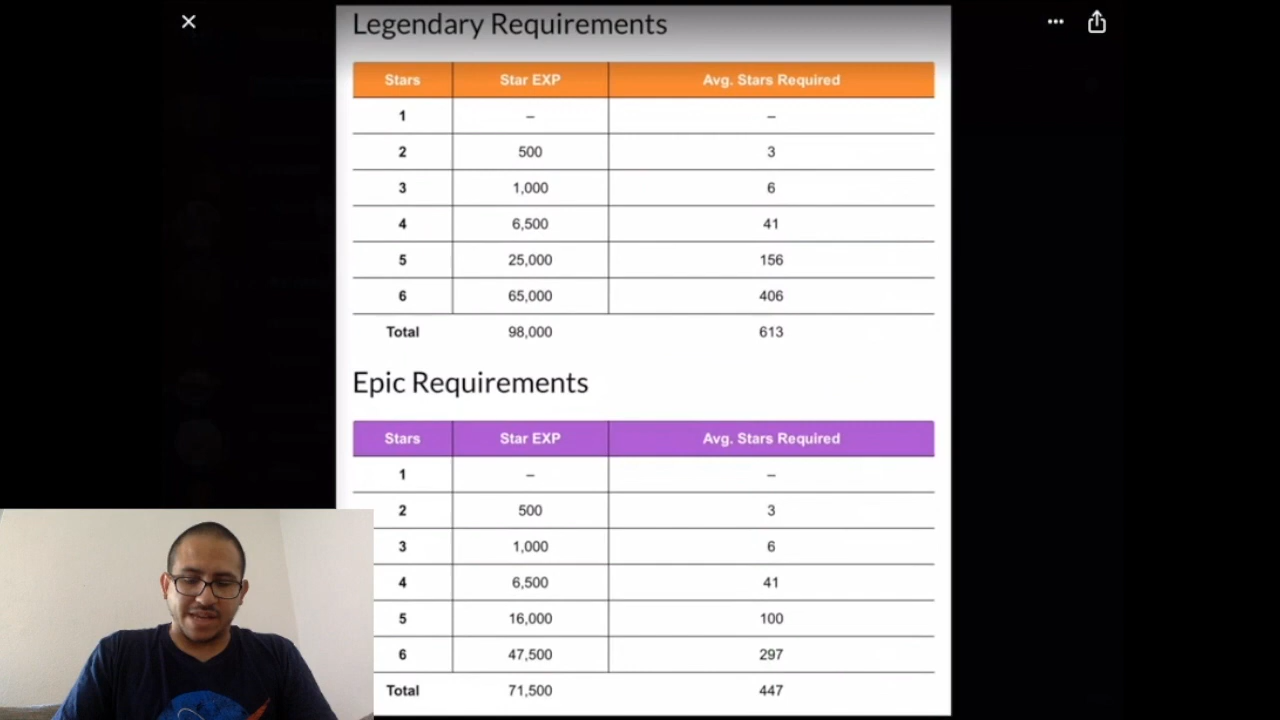 Legendary Requirements
Stars Star EXP Avg. Stars Required
1 – –
2 500 3
3 1,000 6
4 6,500 41
5 25,000 156
6 65,000 406
Total 98,000 613
Epic Requirements
Stars Star EXP Avg. Stars Required
1 – –
2 500 3
3 1,000 6
4 6,500 41
5 16,000 100
6 47,500 297
Total 71,500 447